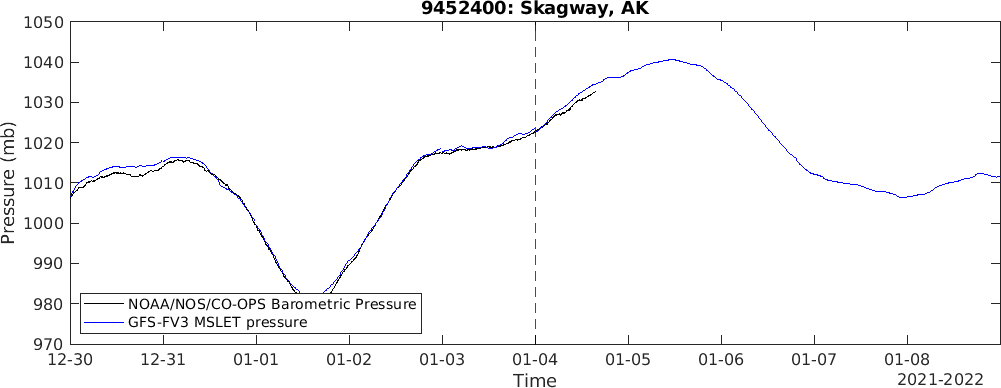 9452400: Skagway, AK
Pressure (mb)
1050
1040
1030
1020
1010
1000
990
980
970
NOAA/NOS/CO-OPS Barometric Pressure
GFS-FV3 MSLET pressure
12-30 12-31 01-01 01-02 01-03 01-04 01-05 01-06 01-07 01-08
Time
2021-2022